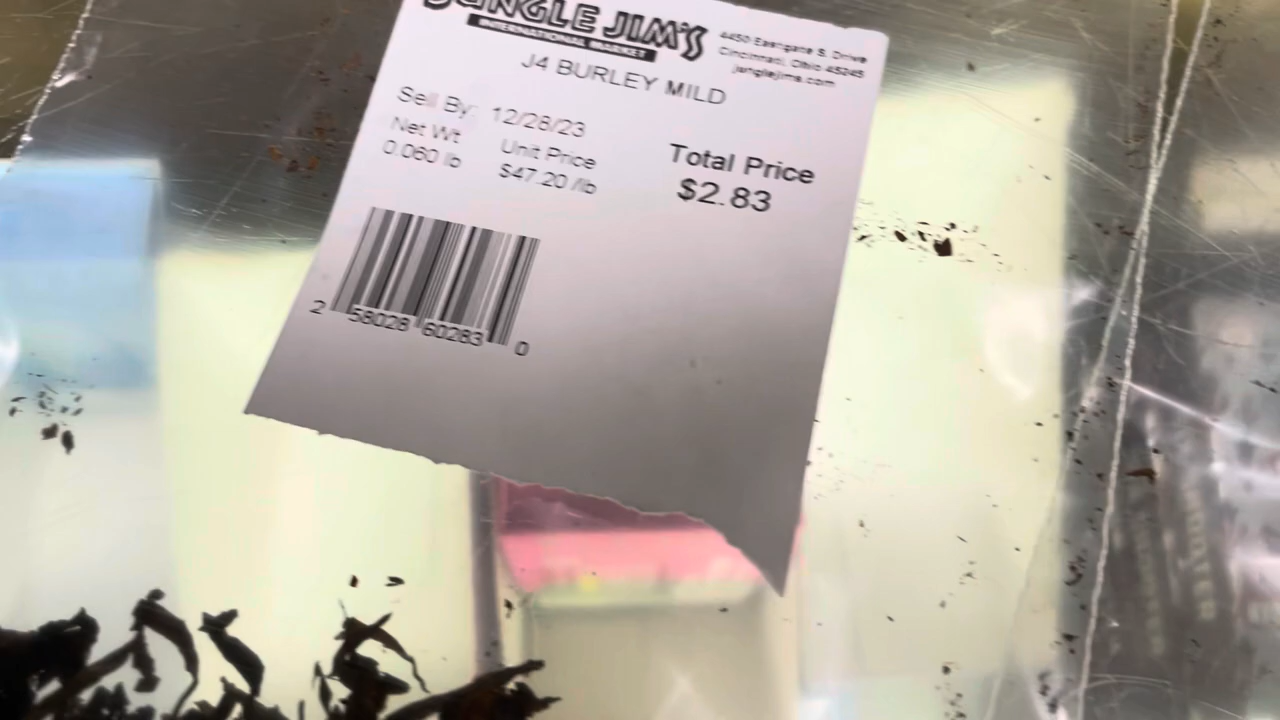 JUNGLE JIM'S
INTERNATIONAL MARKET
4450 Eastgate S. Drive
Cincinnati, Ohio 45245
junglejims.com
J4 BURLEY MILD
Sell By: 12/28/23
Net Wt Unit Price
0.060 lb $47.20 /lb
Total Price
$2.83
2 58028 60283 0